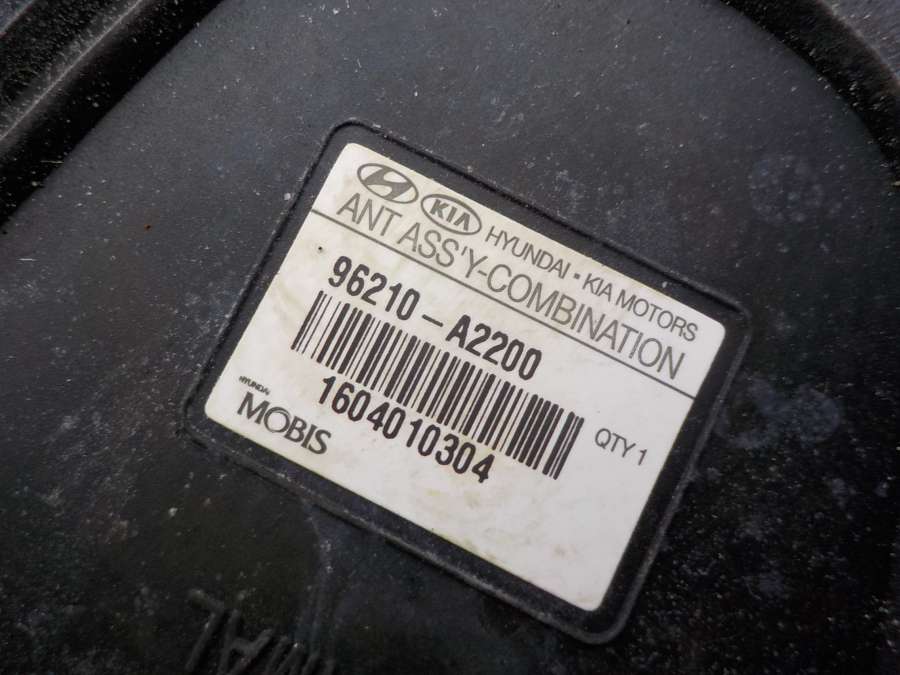 KIA HYUNDAI · KIA MOTORS
ANT ASS'Y-COMBINATION
96210-A2200
1604010304
QTY 1
HYUNDAI
MOBIS